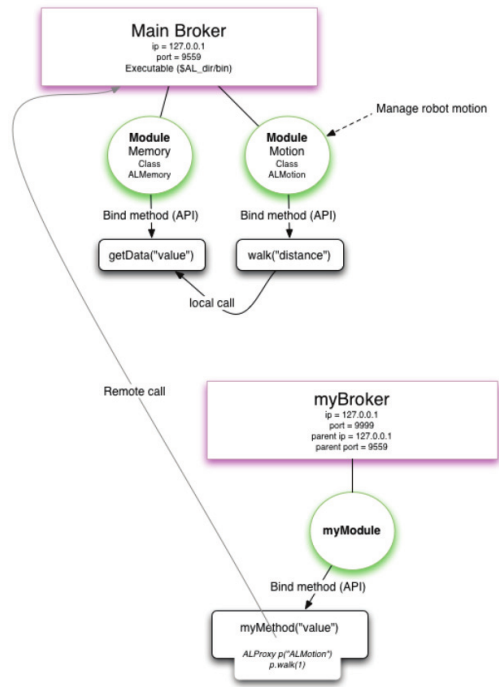 Main Broker
ip = 127.0.0.1
port = 9559
Executable ($AL_dir/bin)
Manage robot motion
Module
Memory
Class
ALMemory
Module
Motion
Class
ALMotion
Bind method (API)
Bind method (API)
getData("value")
walk("distance")
local call
Remote call
myBroker
ip = 127.0.0.1
port = 9999
parent ip = 127.0.0.1
parent port = 9559
myModule
Bind method (API)
myMethod("value")
ALProxy p("ALMotion")
p.walk(1)